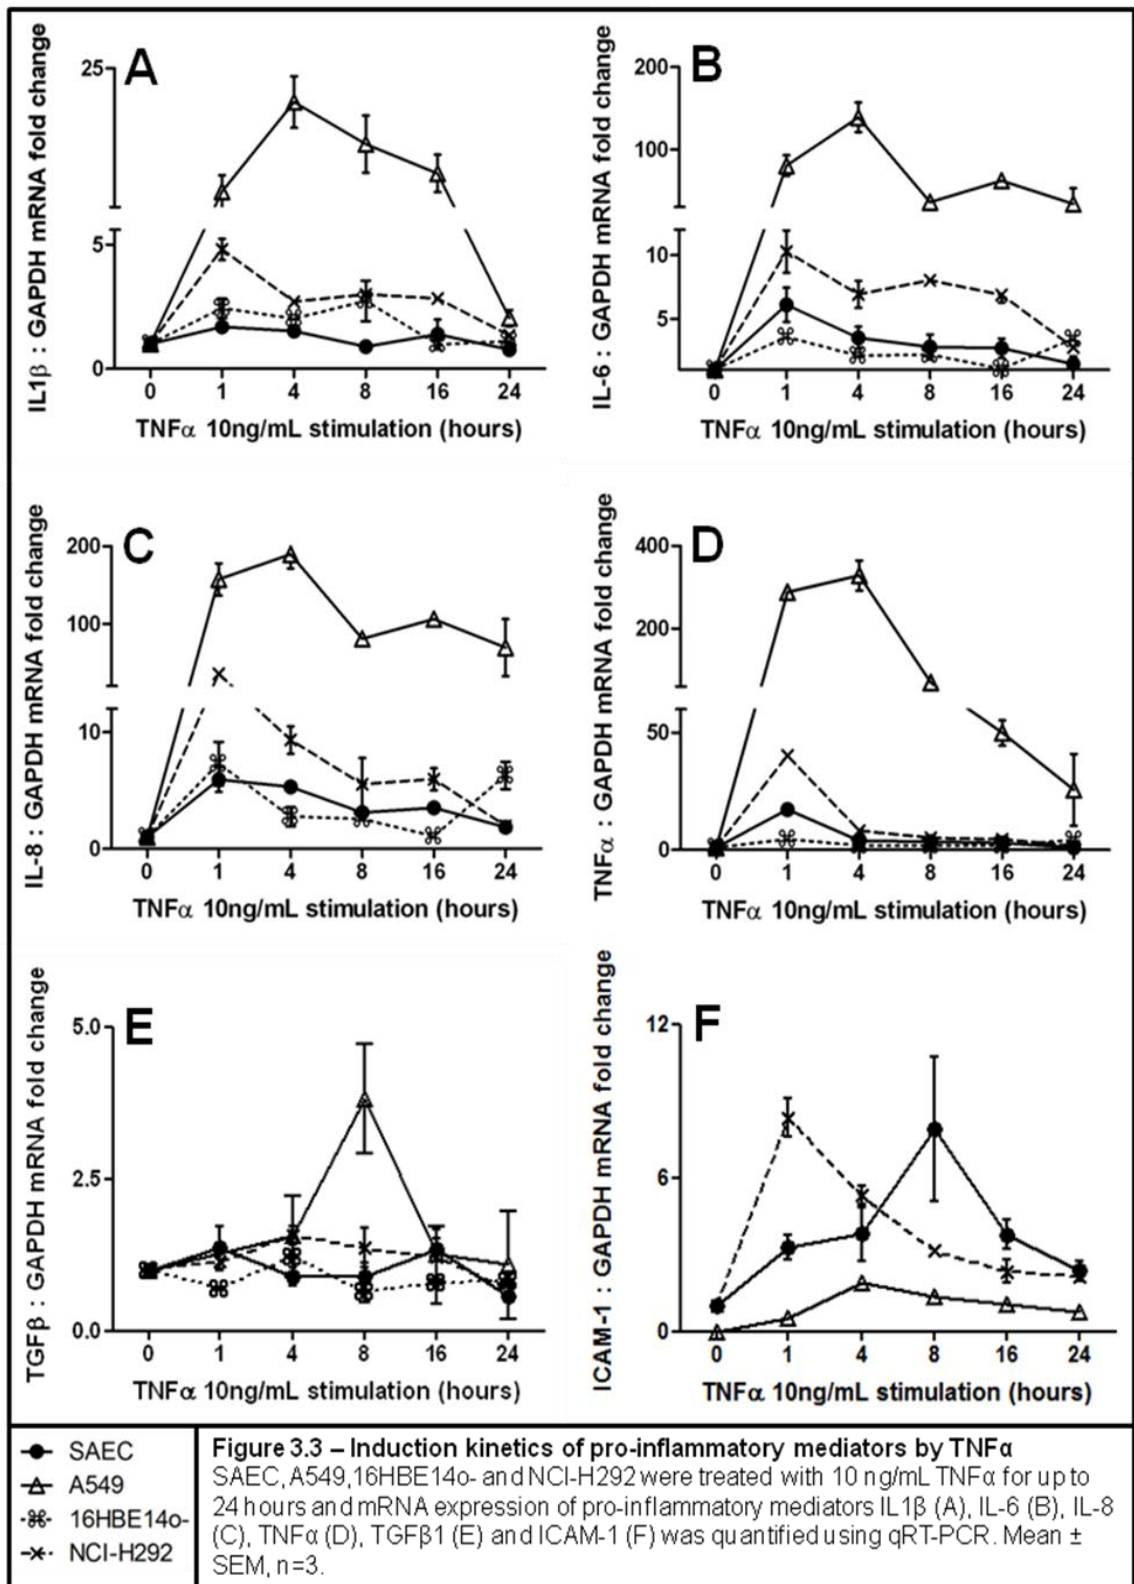 A
IL1β : GAPDH mRNA fold change
25
5
0
0 1 4 8 16 24
TNFα 10ng/mL stimulation (hours)
B
IL-6 : GAPDH mRNA fold change
200
100
10
5
0 1 4 8 16 24
TNFα 10ng/mL stimulation (hours)
C
IL-8 : GAPDH mRNA fold change
200
100
10
0
0 1 4 8 16 24
TNFα 10ng/mL stimulation (hours)
D
TNFα : GAPDH mRNA fold change
400
200
50
0
0 1 4 8 16 24
TNFα 10ng/mL stimulation (hours)
E
TGFβ : GAPDH mRNA fold change
5.0
2.5
0.0
0 1 4 8 16 24
TNFα 10ng/mL stimulation (hours)
F
ICAM-1 : GAPDH mRNA fold change
12
6
0
0 1 4 8 16 24
TNFα 10ng/mL stimulation (hours)
SAEC
A549
16HBE14o-
NCI-H292
Figure 3.3 – Induction kinetics of pro-inflammatory mediators by TNFα
SAEC, A549,16HBE14o- and NCI-H292 were treated with 10 ng/mL TNFα for up to
24 hours and mRNA expression of pro-inflammatory mediators IL1β (A), IL-6 (B), IL-8
(C), TNFα (D), TGFβ1 (E) and ICAM-1 (F) was quantified using qRT-PCR. Mean ±
SEM, n=3.